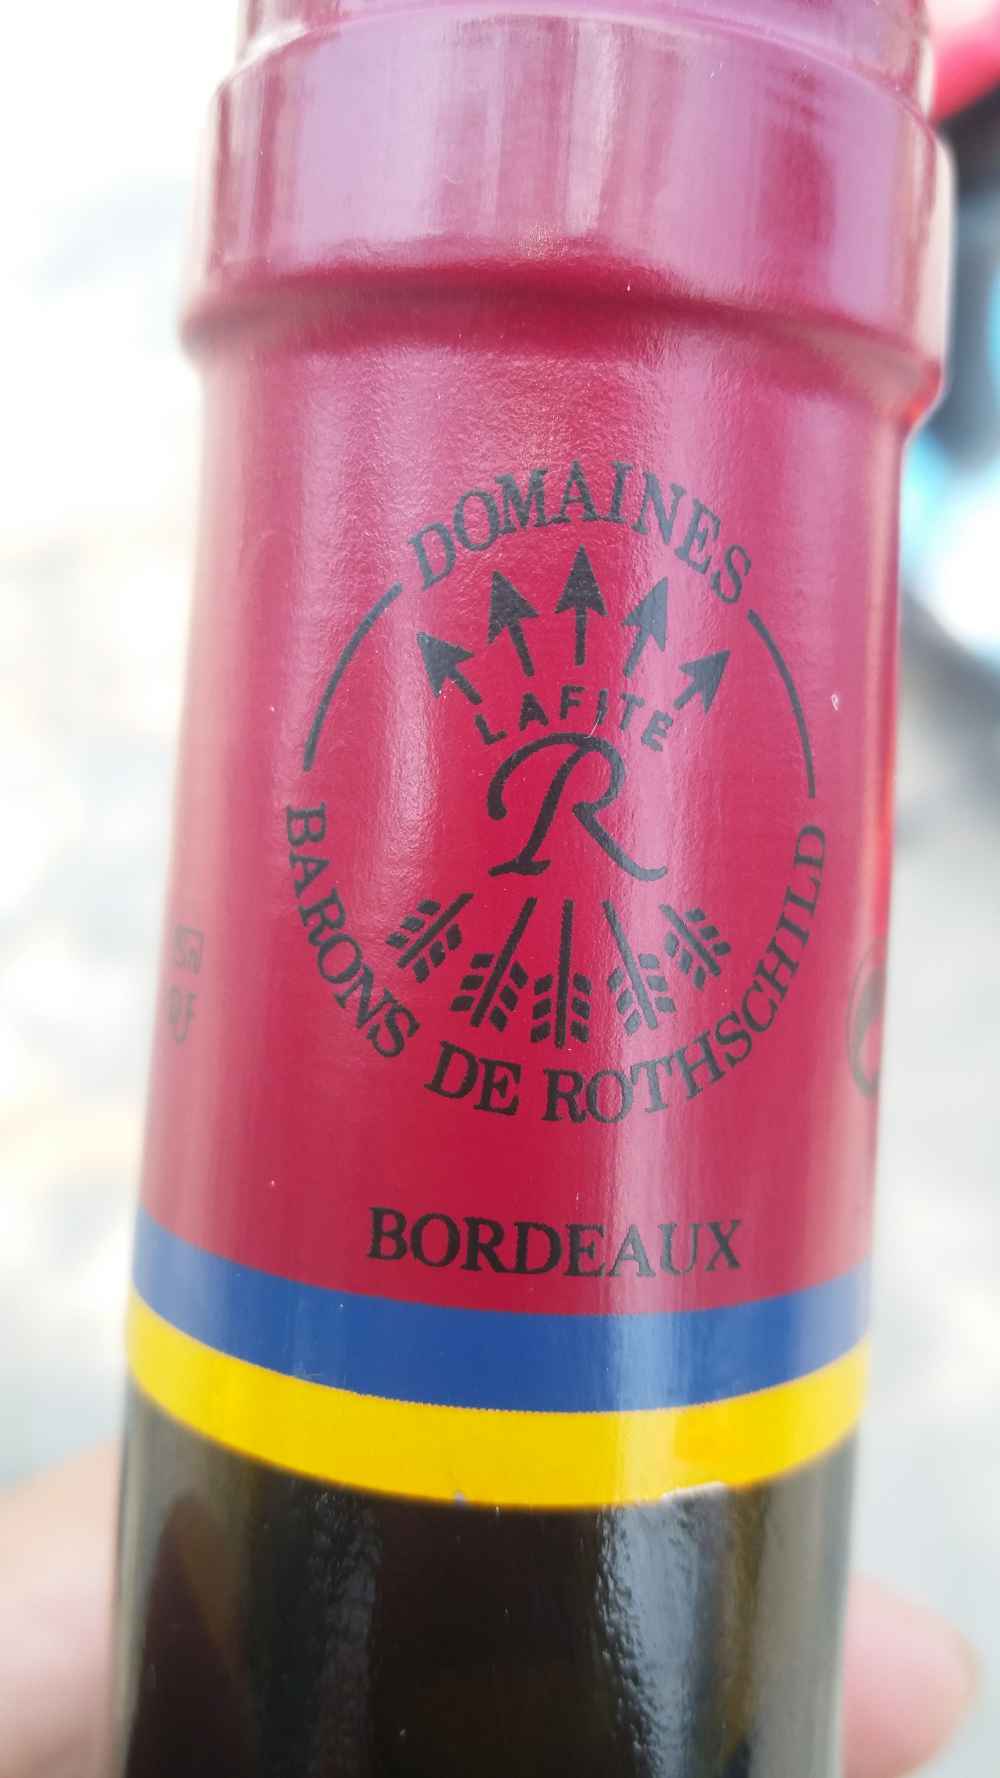 DOMAINES
LAFITE
R
BARONS DE ROTHSCHILD
BORDEAUX